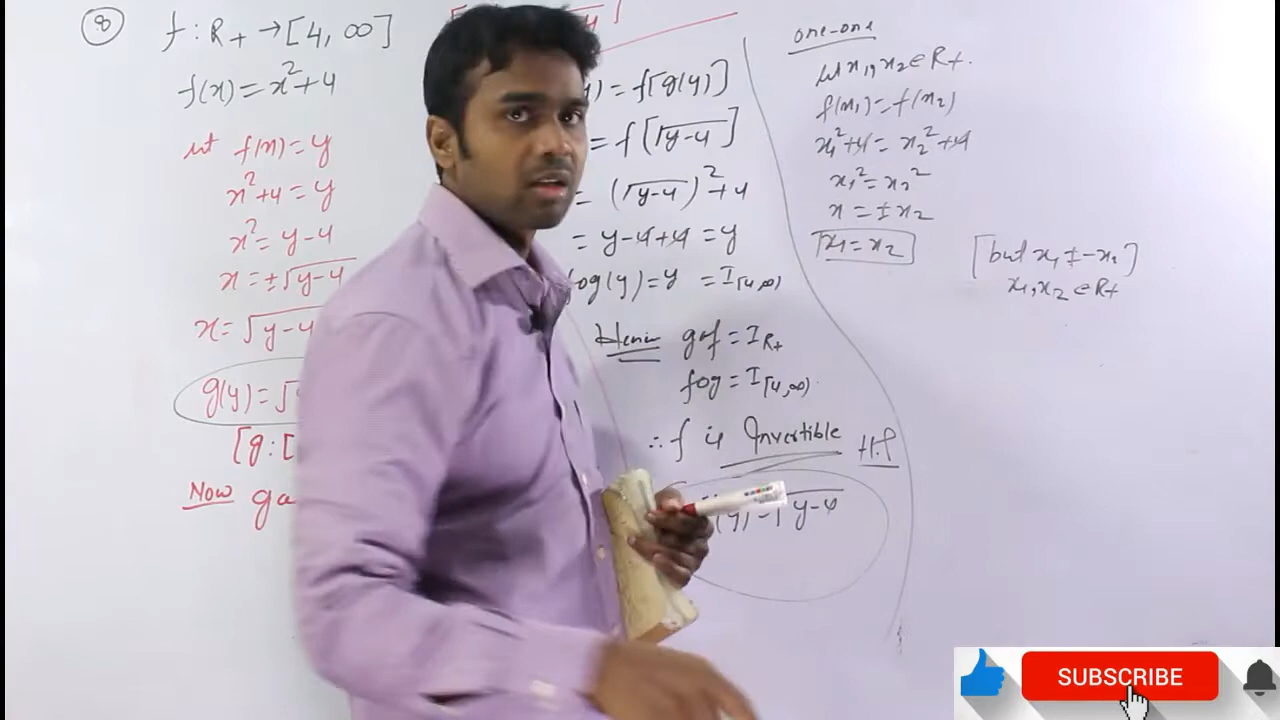 8
f : R+ → [4, ∞]
f(x) = x²+4
let f(x) = y
x²+4 = y
x² = y-4
x = ±√y-4
x = √y-4
g(y) = √
[g : [
Now go
) = f[g(y)]
= f[√y-4]
= (√y-4)²+4
= y-4+4 = y
fog(y) = y = I[4,∞)
Hence gof = I R+
fog = I[4,∞)
∴ f is Invertible H.P
(y) = √y-4
one-one
let x1, x2 ∈ R+.
f(x1) = f(x2)
x1²+4 = x2²+4
x1² = x2²
x = ±x2
x1 = x2
[but x1 ≠ -x2]
x1, x2 ∈ R+
SUBSCRIBE